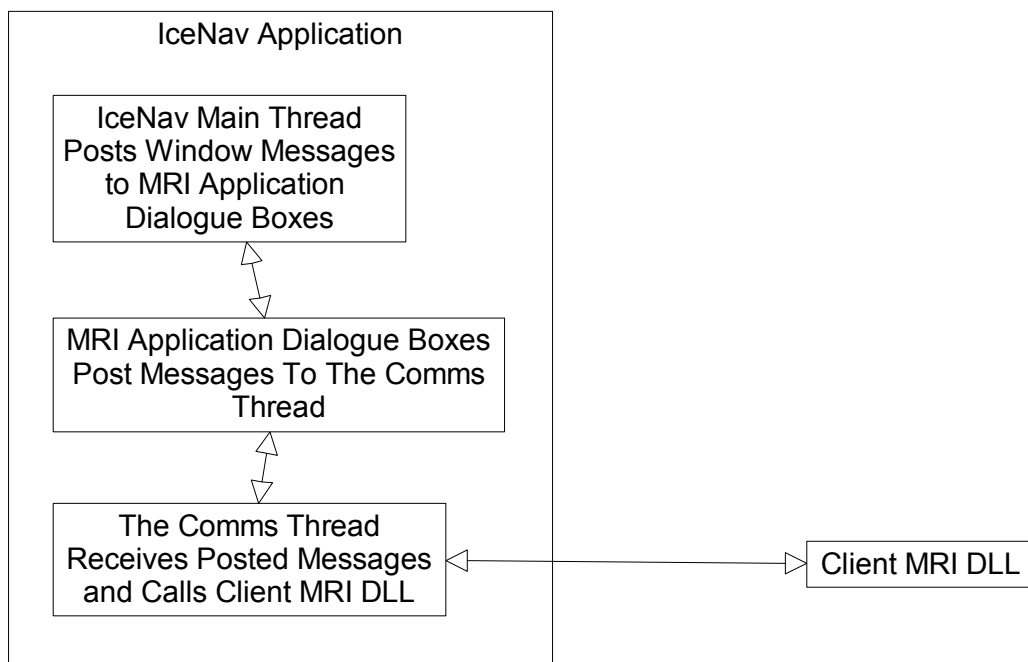 IceNav Application
IceNav Main Thread
Posts Window Messages
to MRI Application
Dialogue Boxes
MRI Application Dialogue Boxes
Post Messages To The Comms
Thread
The Comms Thread
Receives Posted Messages
and Calls Client MRI DLL
Client MRI DLL